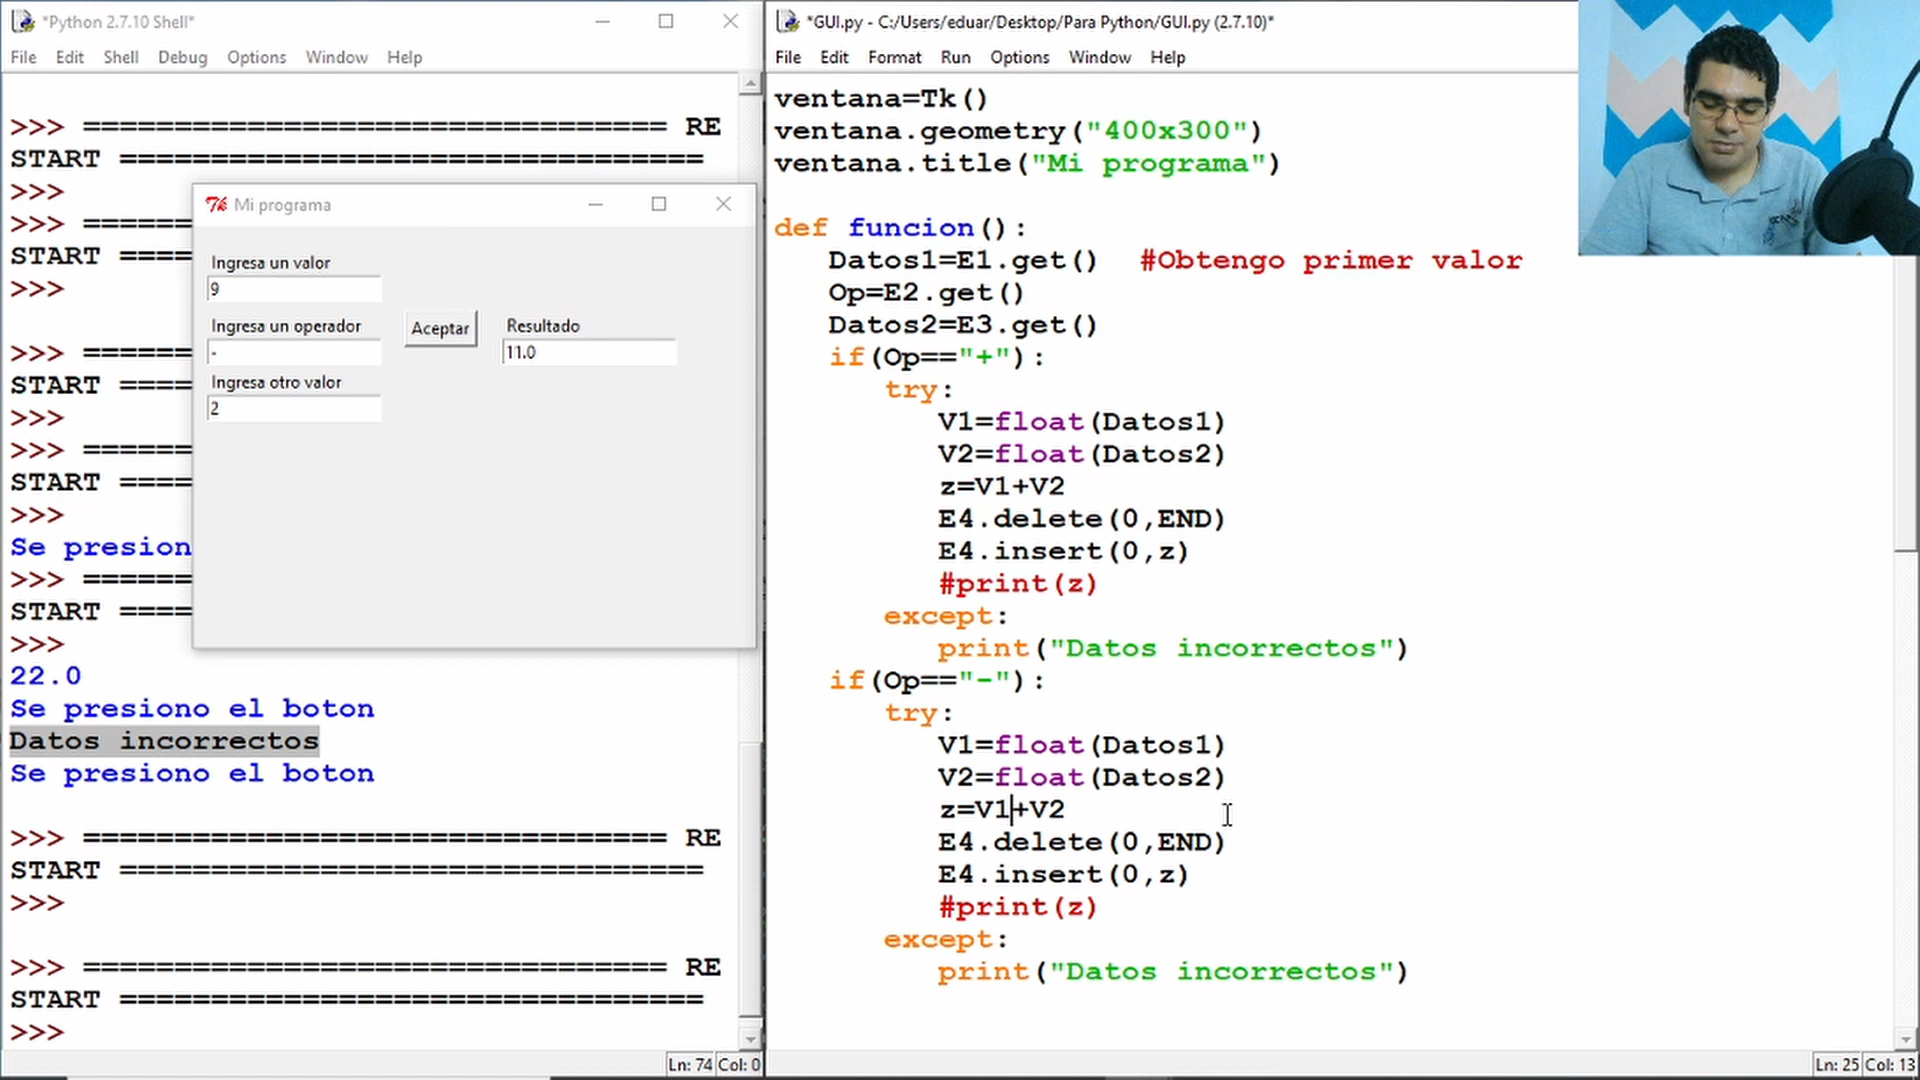 *Python 2.7.10 Shell*
File Edit Shell Debug Options Window Help
>>> ================================ RE
START ================================
>>>
>>> ====
START ====
>>>
>>> ====
START ====
>>>
>>> ====
START ====
>>>
Se presion
>>> ====
START ====
>>>
22.0
Se presiono el boton
Datos incorrectos
Se presiono el boton
>>> ================================ RE
START ================================
>>>
>>> ================================ RE
START ================================
>>>
Ln: 74 Col: 0
Mi programa
Ingresa un valor
9
Ingresa un operador
-
Ingresa otro valor
2
Aceptar
Resultado
11.0
*GUI.py - C:/Users/eduar/Desktop/Para Python/GUI.py (2.7.10)*
File Edit Format Run Options Window Help
ventana=Tk()
ventana.geometry("400x300")
ventana.title("Mi programa")
def funcion():
Datos1=E1.get() #Obtengo primer valor
Op=E2.get()
Datos2=E3.get()
if(Op=="+"):
try:
V1=float(Datos1)
V2=float(Datos2)
z=V1+V2
E4.delete(0,END)
E4.insert(0,z)
#print(z)
except:
print("Datos incorrectos")
if(Op=="-"):
try:
V1=float(Datos1)
V2=float(Datos2)
z=V1+V2
E4.delete(0,END)
E4.insert(0,z)
#print(z)
except:
print("Datos incorrectos")
Ln: 25 Col: 13